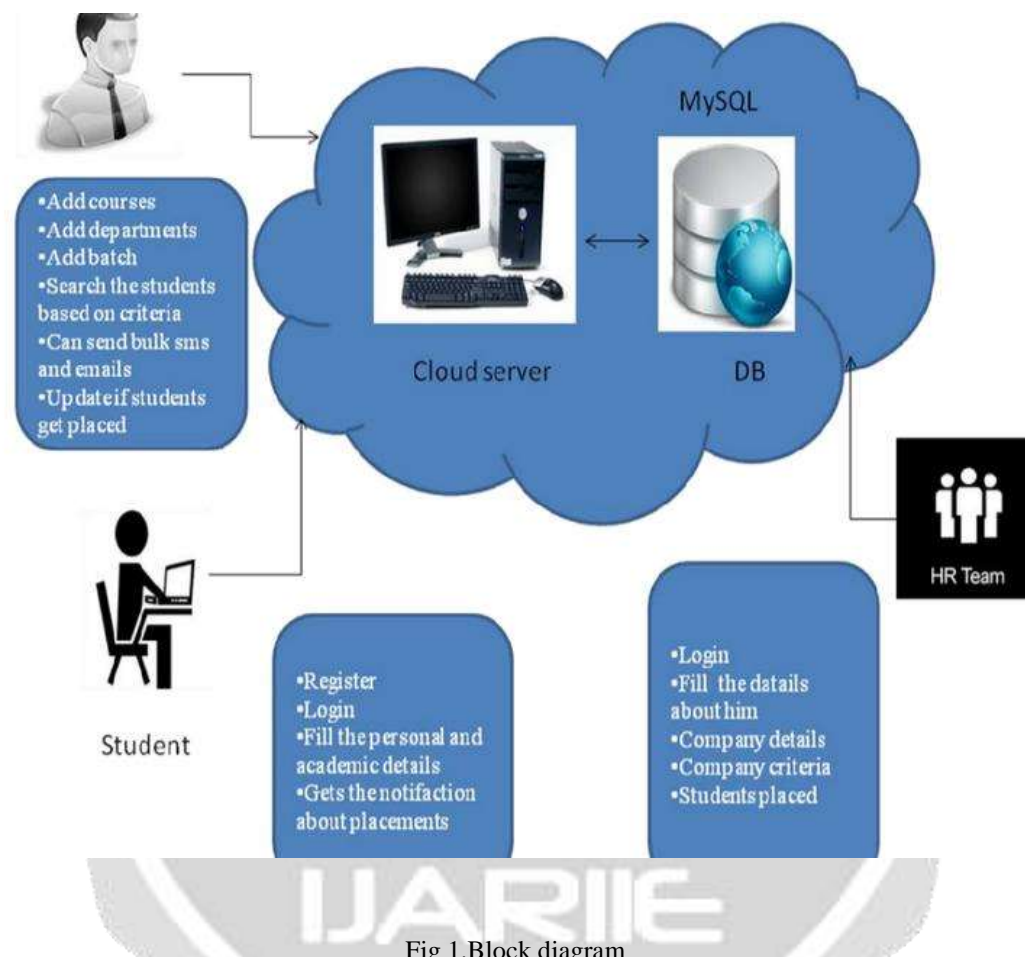 MySQL
•Add courses
•Add departments
•Add batch
•Search the students
based on criteria
•Can send bulk sms
and emails
•Update if students
get placed
Cloud server
DB
HR Team
Student
•Register
•Login
•Fill the personal and
academic details
•Gets the notifaction
about placements
•Login
•Fill the datails
about him
•Company details
•Company criteria
•Students placed
IJARIIE
Fig 1.Block diagram